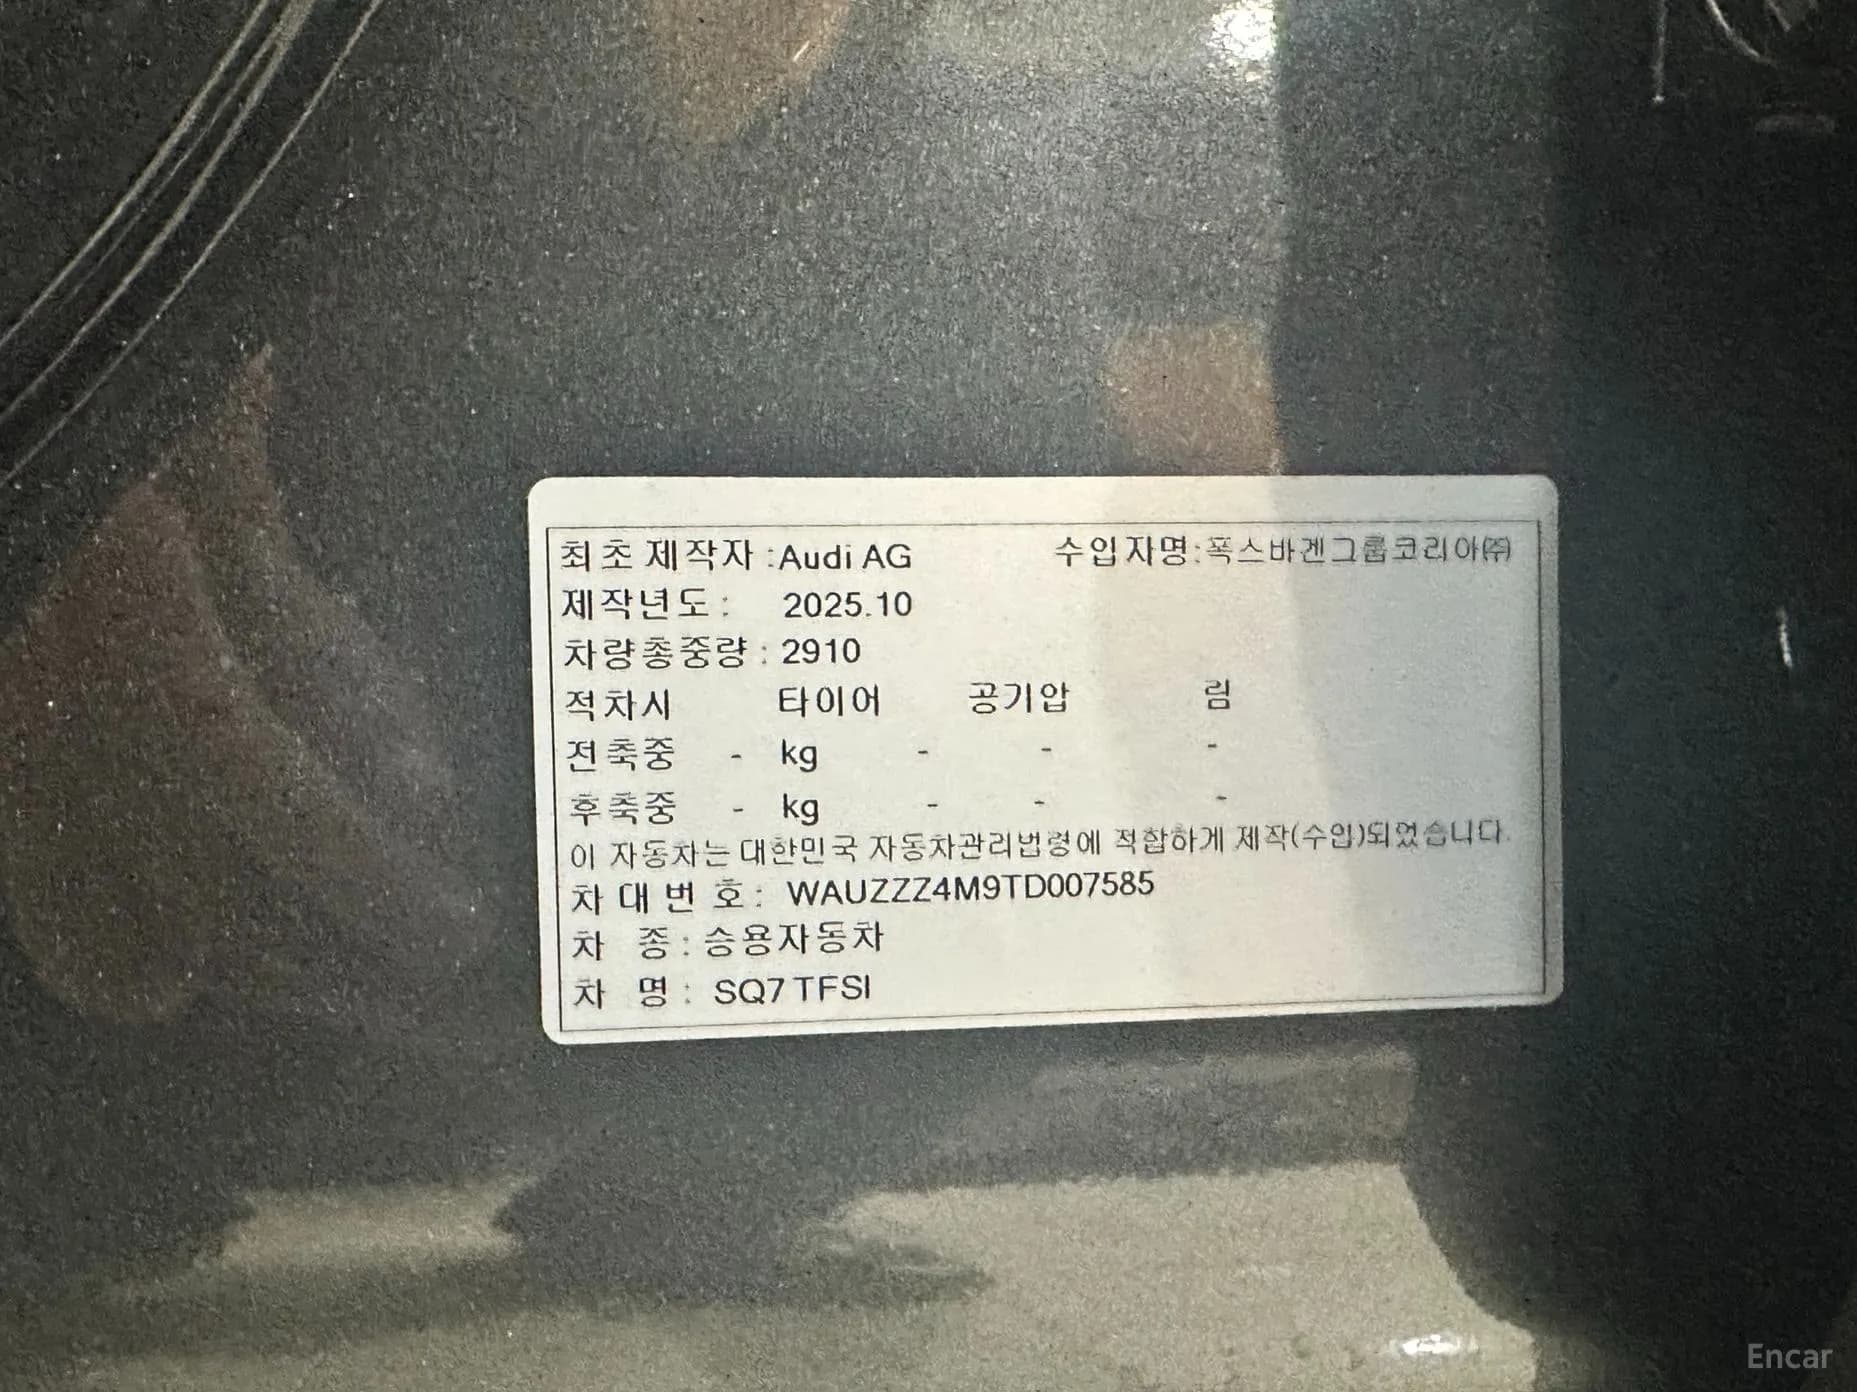 최초 제작자 :Audi AG 수입자명:폭스바겐그룹코리아㈜
제작년도 : 2025.10
차량총중량 : 2910
적차시 타이어 공기압 림
전축중 - kg - - -
후축중 - kg - - -
이 자동차는 대한민국 자동차관리법령에 적합하게 제작(수입)되었습니다.
차 대 번 호 : WAUZZZ4M9TD007585
차 종 : 승용자동차
차 명 : SQ7 TFSI
Encar